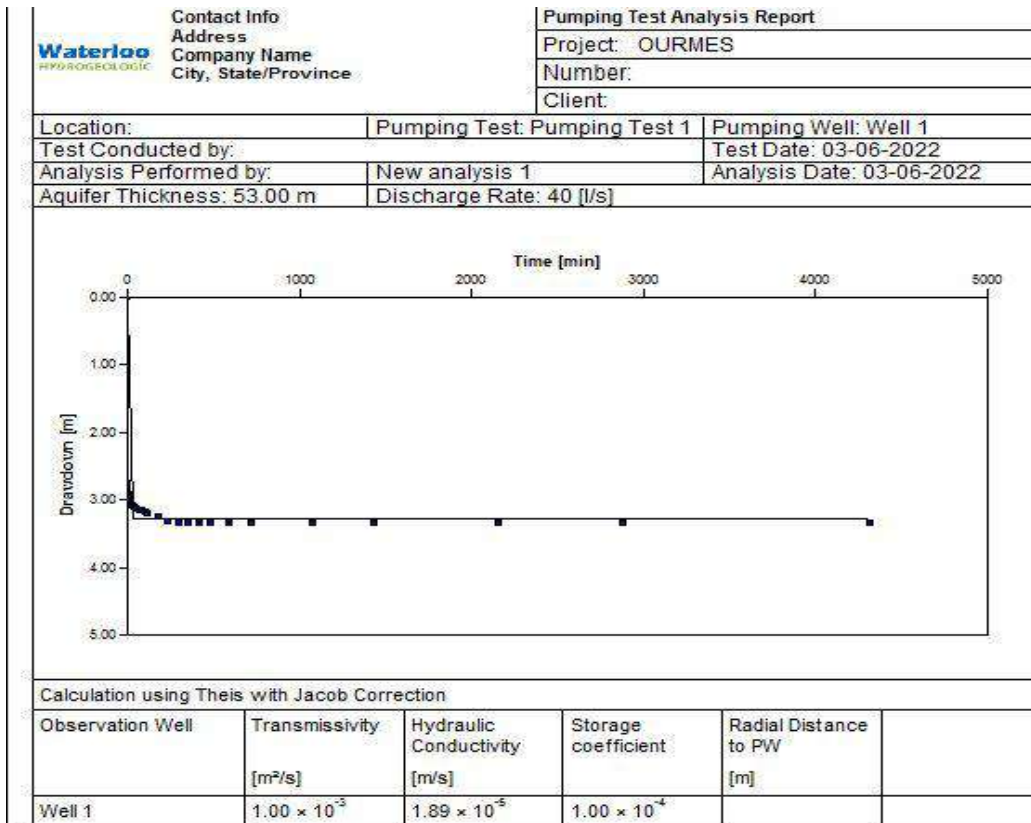 Contact Info
Address
Company Name
City, State/Province
Waterloo
HYDROGEOLOGIC
Pumping Test Analysis Report
Project: OURMES
Number:
Client:
Location:
Pumping Test: Pumping Test 1
Pumping Well: Well 1
Test Conducted by:
Test Date: 03-06-2022
Analysis Performed by:
New analysis 1
Analysis Date: 03-06-2022
Aquifer Thickness: 53.00 m
Discharge Rate: 40 [l/s]
Time [min]
0 1000 2000 3000 4000 5000
0.00
1.00
2.00
3.00
4.00
5.00
Drawdown [m]
Calculation using Theis with Jacob Correction
Observation Well
Transmissivity
[m²/s]
Hydraulic
Conductivity
[m/s]
Storage
coefficient
Radial Distance
to PW
[m]
Well 1
1.00 × 10⁻³
1.89 × 10⁻⁵
1.00 × 10⁻⁴